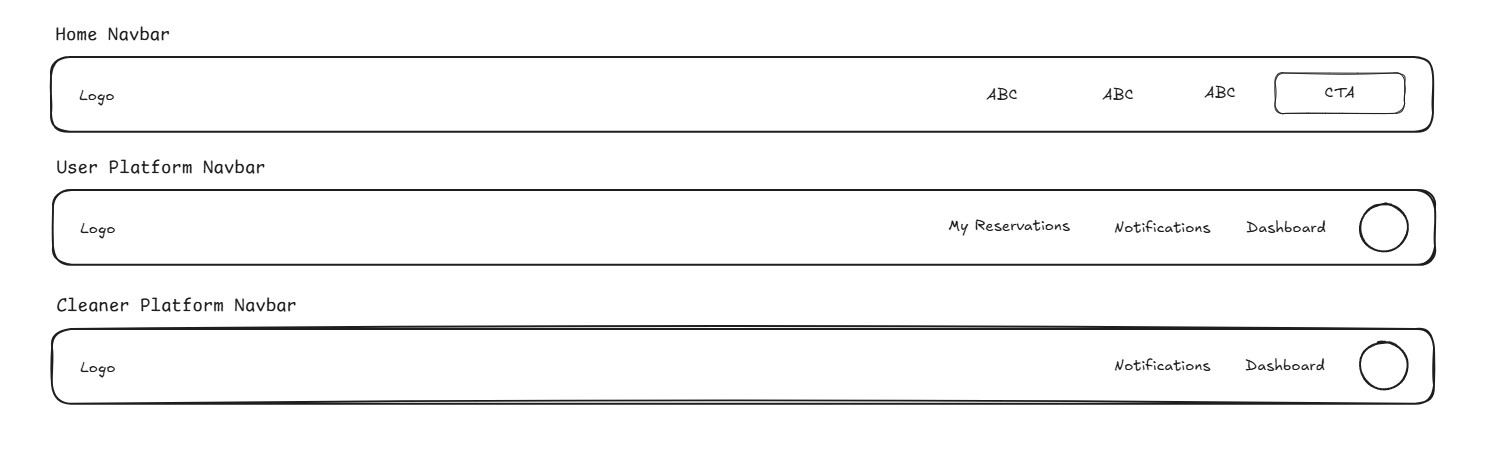 Home Navbar
Logo ABC ABC ABC CTA
User Platform Navbar
Logo My Reservations Notifications Dashboard
Cleaner Platform Navbar
Logo Notifications Dashboard